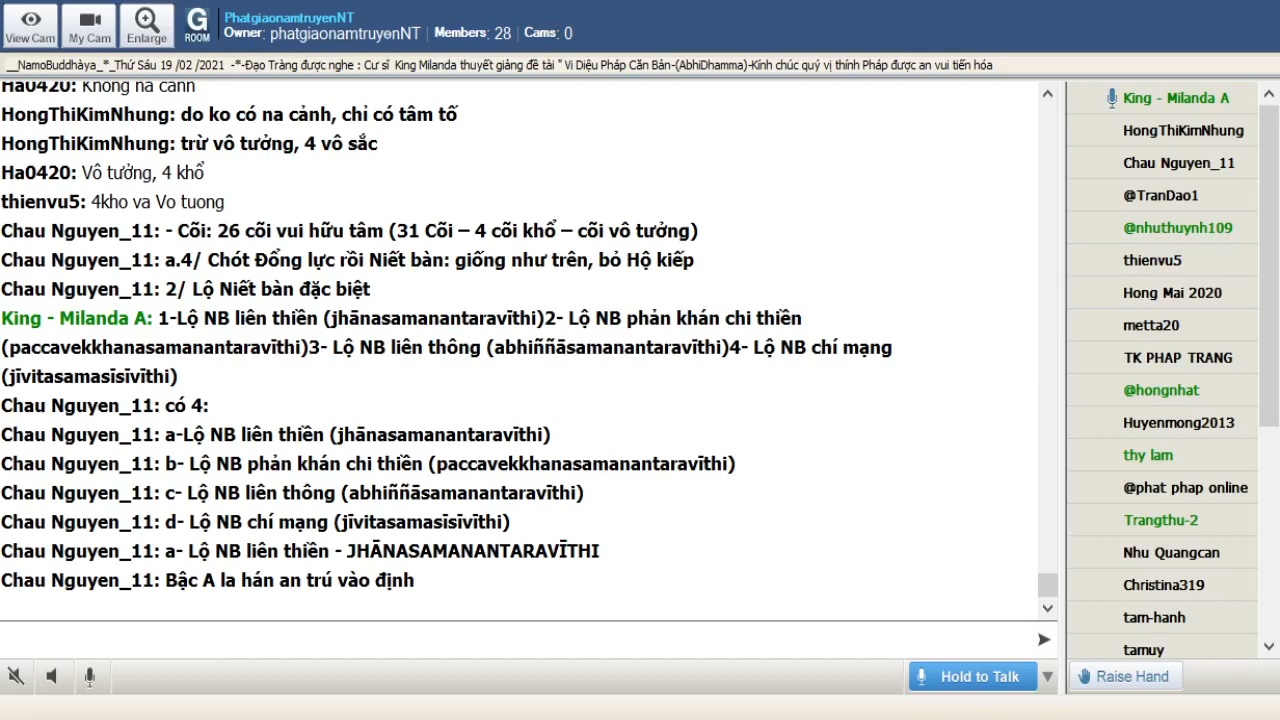 PhatgiaonamtruyenNT
View Cam
My Cam
Enlarge
G
ROOM
Owner: phatgiaonamtruyenNT | Members: 28 | Cams: 0
__NamoBuddhàya_*_Thứ Sáu 19 /02 /2021 -*-Đạo Tràng được nghe : Cư sĩ King Milanda thuyết giảng đề tài " Vi Diệu Pháp Căn Bản-(AbhiDhamma)-Kính chúc quý vị thính Pháp được an vui tiến hóa
Ha0420: Không na cảnh
HongThiKimNhung: do ko có na cảnh, chỉ có tâm tố
HongThiKimNhung: trừ vô tưởng, 4 vô sắc
Ha0420: Vô tưởng, 4 khổ
thienvu5: 4kho va Vo tuong
Chau Nguyen_11: - Cõi: 26 cõi vui hữu tâm (31 Cõi – 4 cõi khổ – cõi vô tưởng)
Chau Nguyen_11: a.4/ Chót Đổng lực rồi Niết bàn: giống như trên, bỏ Hộ kiếp
Chau Nguyen_11: 2/ Lộ Niết bàn đặc biệt
King - Milanda A: 1-Lộ NB liên thiền (jhānasamanantaravīthi)2- Lộ NB phản khán chi thiền
(paccavekkhanasamanantaravīthi)3- Lộ NB liên thông (abhiññāsamanantaravīthi)4- Lộ NB chí mạng
(jīvitasamasīsīvīthi)
Chau Nguyen_11: có 4:
Chau Nguyen_11: a-Lộ NB liên thiền (jhānasamanantaravīthi)
Chau Nguyen_11: b- Lộ NB phản khán chi thiền (paccavekkhanasamanantaravīthi)
Chau Nguyen_11: c- Lộ NB liên thông (abhiññāsamanantaravīthi)
Chau Nguyen_11: d- Lộ NB chí mạng (jīvitasamasīsīvīthi)
Chau Nguyen_11: a- Lộ NB liên thiền - JHĀNASAMANANTARAVĪTHI
Chau Nguyen_11: Bậc A la hán an trú vào định
King - Milanda A
HongThiKimNhung
Chau Nguyen_11
@TranDao1
@nhuthuynh109
thienvu5
Hong Mai 2020
metta20
TK PHAP TRANG
@hongnhat
Huyenmong2013
thy lam
@phat phap online
Trangthu-2
Nhu Quangcan
Christina319
tam-hanh
tamuy
Hold to Talk
Raise Hand